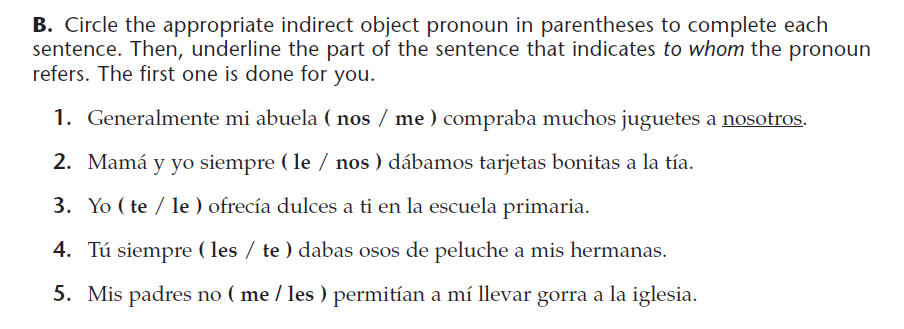 B. Circle the appropriate indirect object pronoun in parentheses to complete each
sentence. Then, underline the part of the sentence that indicates to whom the pronoun
refers. The first one is done for you.
1. Generalmente mi abuela ( nos / me ) compraba muchos juguetes a nosotros.
2. Mamá y yo siempre ( le / nos ) dábamos tarjetas bonitas a la tía.
3. Yo ( te / le ) ofrecía dulces a ti en la escuela primaria.
4. Tú siempre ( les / te ) dabas osos de peluche a mis hermanas.
5. Mis padres no ( me / les ) permitían a mí llevar gorra a la iglesia.